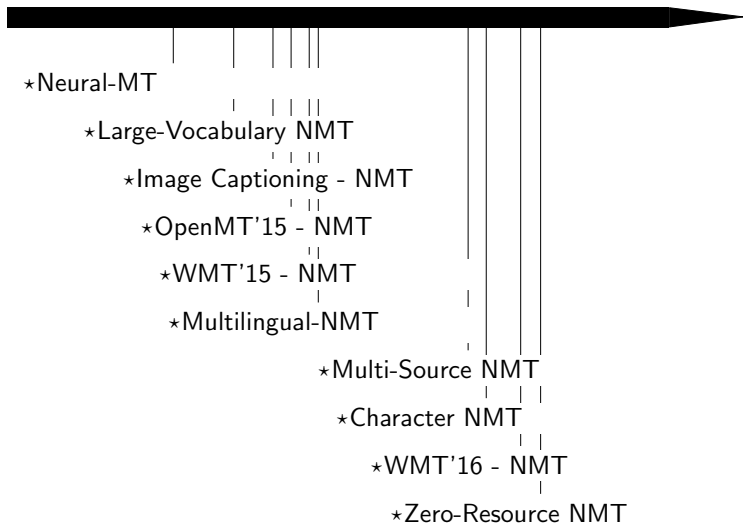 ⋆Neural-MT
⋆Large-Vocabulary NMT
⋆Image Captioning - NMT
⋆OpenMT'15 - NMT
⋆WMT'15 - NMT
⋆Multilingual-NMT
⋆Multi-Source NMT
⋆Character NMT
⋆WMT'16 - NMT
⋆Zero-Resource NMT